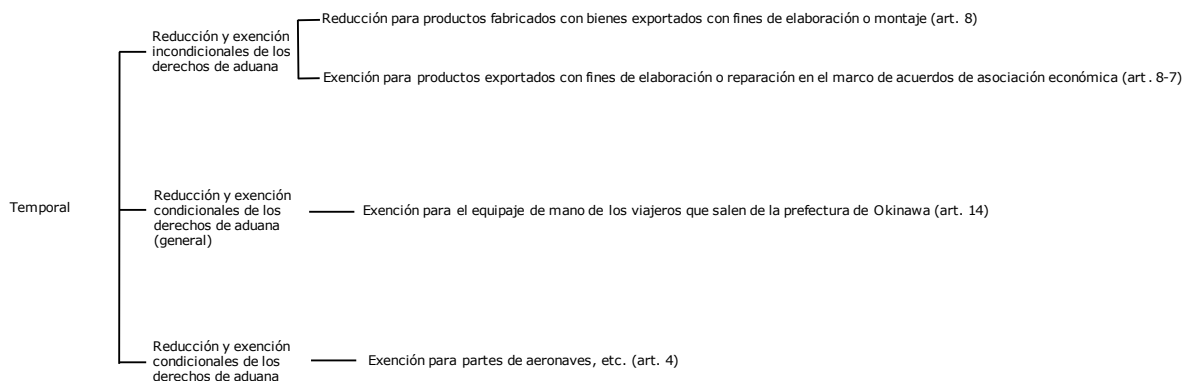 Reducción para productos fabricados con bienes exportados con fines de elaboración o montaje (art. 8)
Reducción y exención
incondicionales de los
derechos de aduana
Exención para productos exportados con fines de elaboración o reparación en el marco de acuerdos de asociación económica (art. 8-7)
Temporal
Reducción y exención
condicionales de los
derechos de aduana
(general)
Exención para el equipaje de mano de los viajeros que salen de la prefectura de Okinawa (art. 14)
Reducción y exención
condicionales de los
derechos de aduana
Exención para partes de aeronaves, etc. (art. 4)